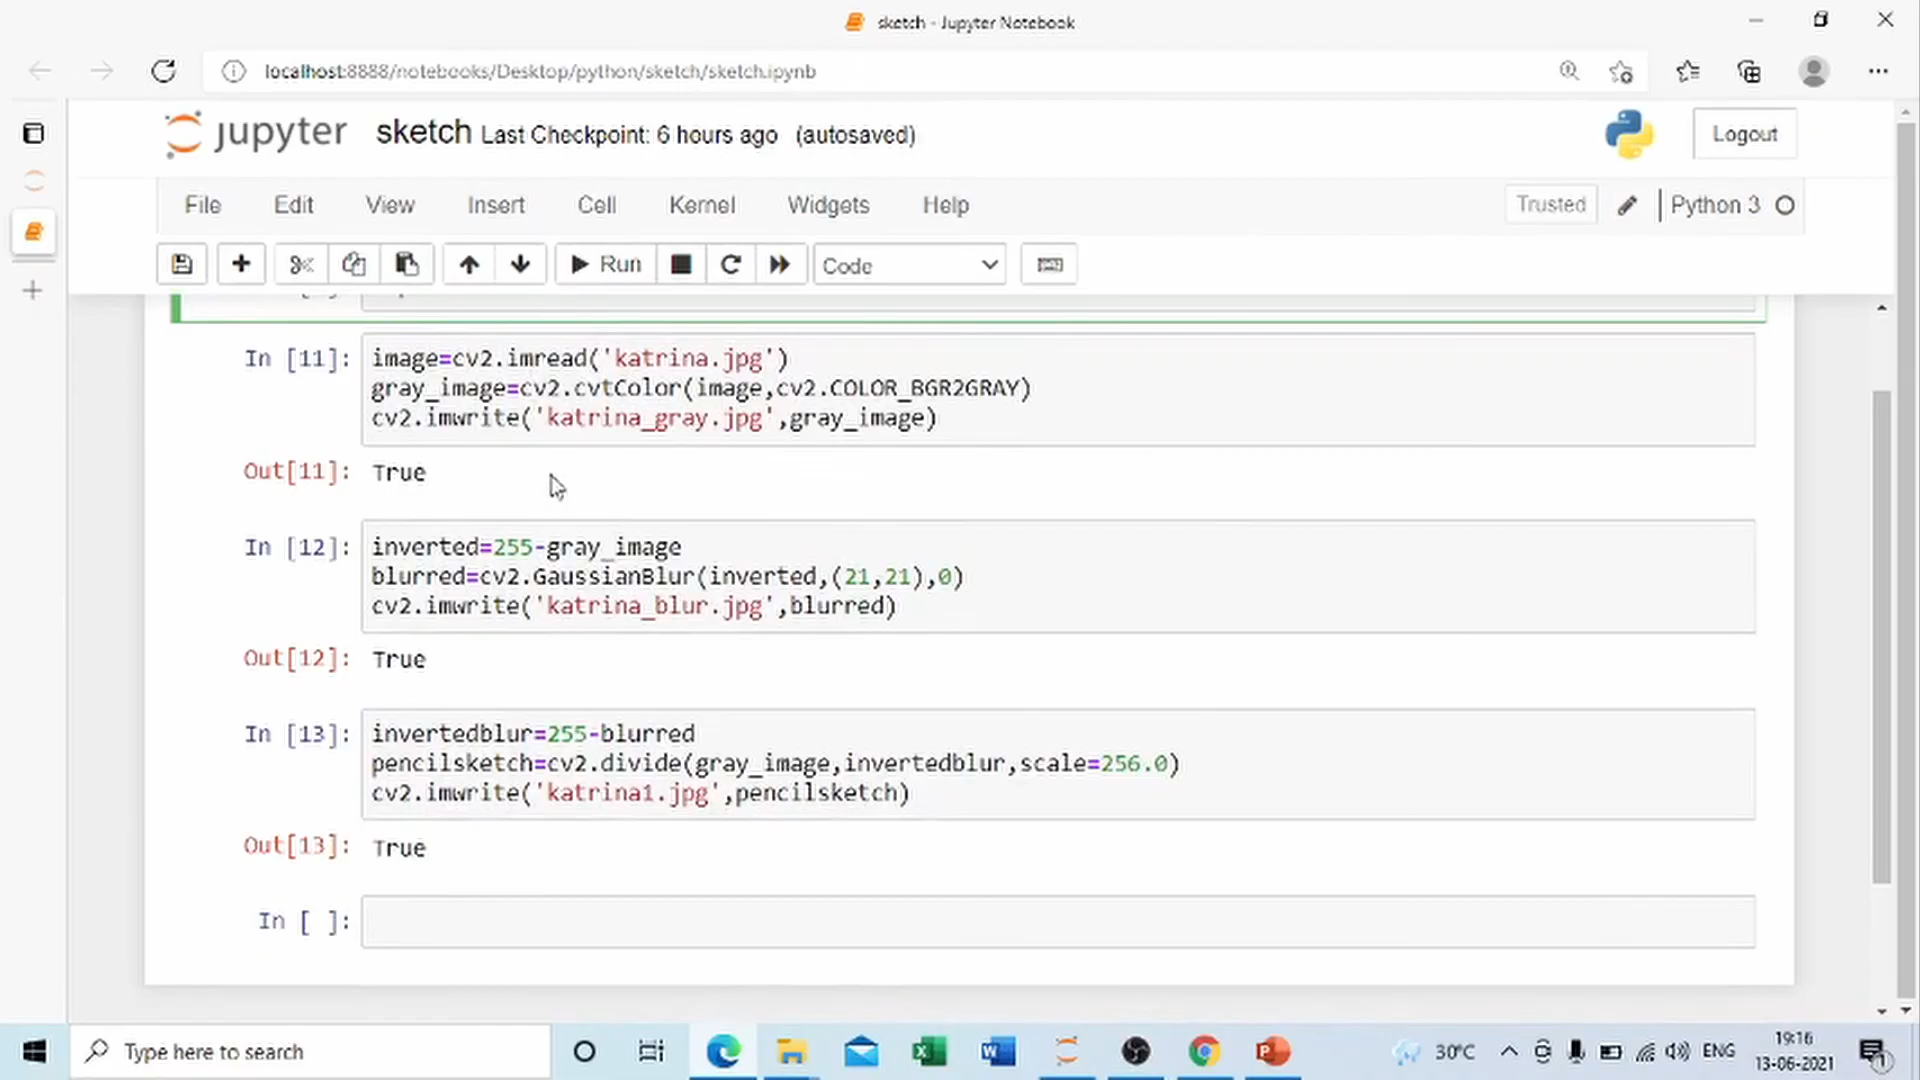 sketch - Jupyter Notebook
localhost:8888/notebooks/Desktop/python/sketch/sketch.ipynb
jupyter sketch Last Checkpoint: 6 hours ago (autosaved)
Logout
File Edit View Insert Cell Kernel Widgets Help
Trusted Python 3
Run Code
In [11]: image=cv2.imread('katrina.jpg')
gray_image=cv2.cvtColor(image,cv2.COLOR_BGR2GRAY)
cv2.imwrite('katrina_gray.jpg',gray_image)
Out[11]: True
In [12]: inverted=255-gray_image
blurred=cv2.GaussianBlur(inverted,(21,21),0)
cv2.imwrite('katrina_blur.jpg',blurred)
Out[12]: True
In [13]: invertedblur=255-blurred
pencilsketch=cv2.divide(gray_image,invertedblur,scale=256.0)
cv2.imwrite('katrina1.jpg',pencilsketch)
Out[13]: True
In [ ]:
Type here to search
30°C
ENG
19:16
13-06-2021